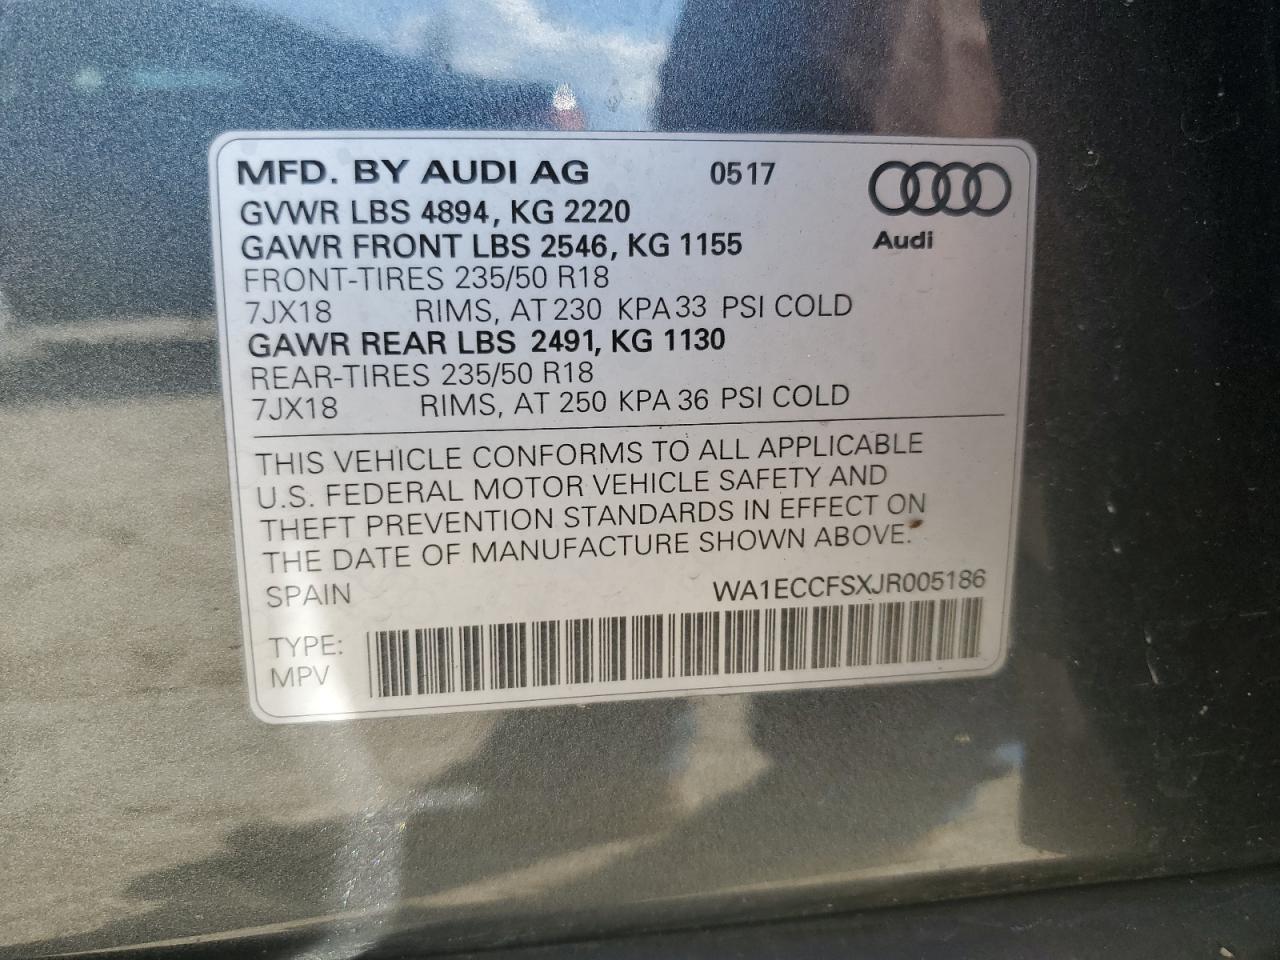 MFD. BY AUDI AG 0517
GVWR LBS 4894, KG 2220
Audi
GAWR FRONT LBS 2546, KG 1155
FRONT-TIRES 235/50 R18
7JX18 RIMS, AT 230 KPA 33 PSI COLD
GAWR REAR LBS 2491, KG 1130
REAR-TIRES 235/50 R18
7JX18 RIMS, AT 250 KPA 36 PSI COLD
THIS VEHICLE CONFORMS TO ALL APPLICABLE
U.S. FEDERAL MOTOR VEHICLE SAFETY AND
THEFT PREVENTION STANDARDS IN EFFECT ON
THE DATE OF MANUFACTURE SHOWN ABOVE.
SPAIN WA1ECCFSXJR005186
TYPE:
MPV